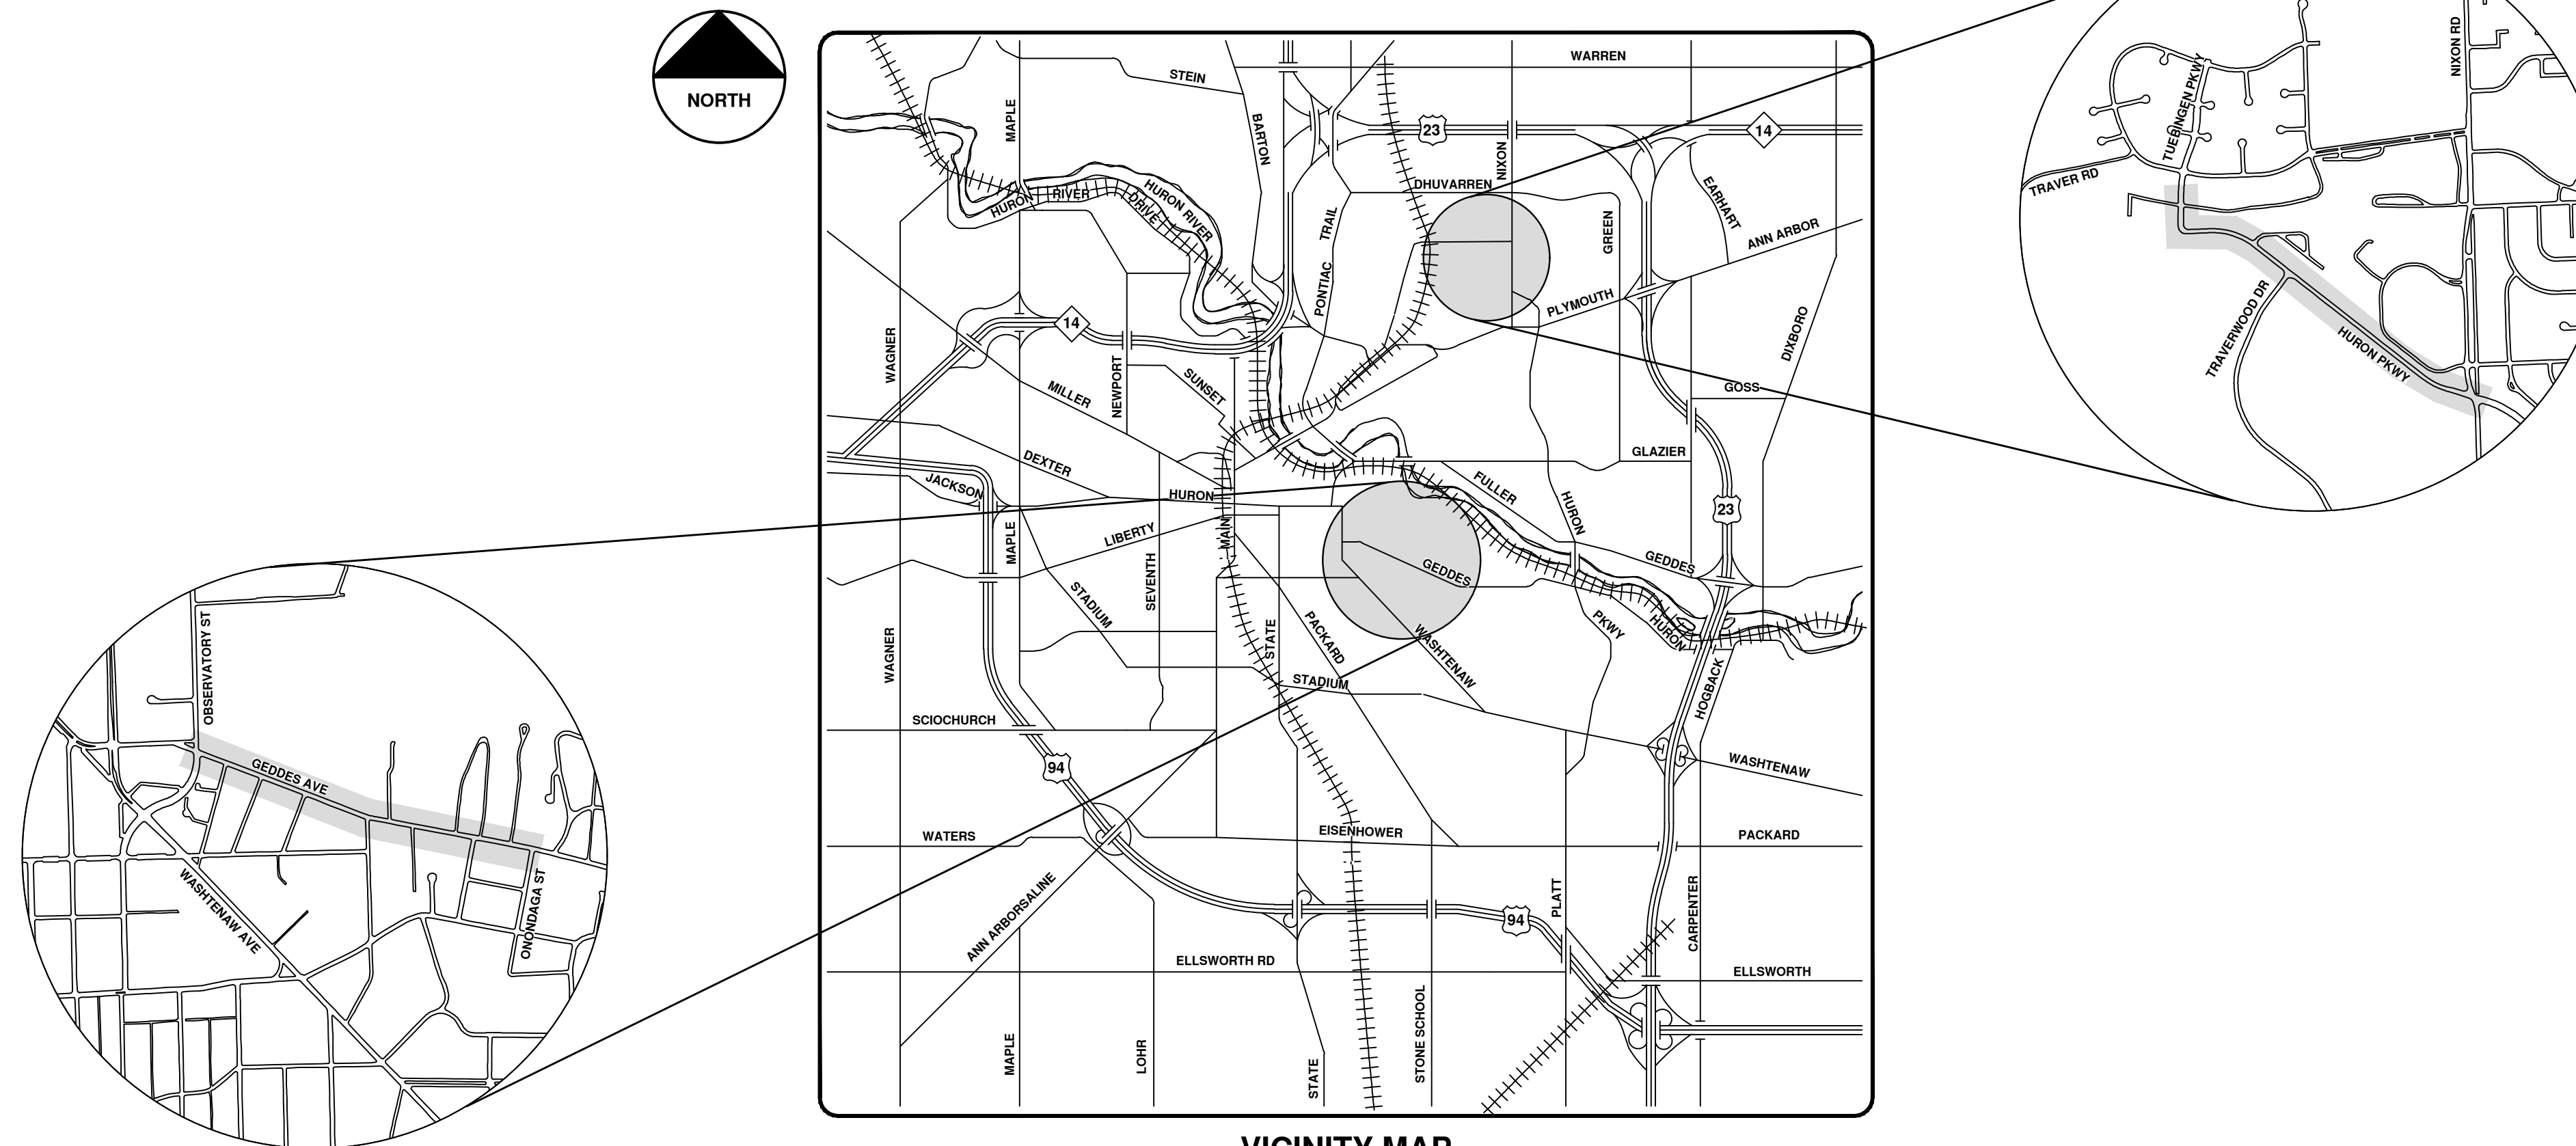 NORTH
WARREN
STEIN
MAPLE
BARTON
23
14
NIXON
DHUVARREN
EARHART
HURON
RIVER
DRIVE
HURON RIVER
TRAIL
PONTIAC
GREEN
ANN ARBOR
PLYMOUTH
DIXBORO
14
WAGNER
MILLER
NEWPORT
SUNSET
GOSS
DEXTER
JACKSON
HURON
GLAZIER
FULLER
HURON
23
MAPLE
LIBERTY
MAIN
SEVENTH
STADIUM
GEDDES
GEDDES
WAGNER
STATE
PACKARD
WASHTENAW
PKWY
HURON
STADIUM
HOGBACK
SCIOCHURCH
94
WASHTENAW
WATERS
EISENHOWER
PACKARD
ANN ARBORSALINE
PLATT
CARPENTER
94
ELLSWORTH RD
ELLSWORTH
MAPLE
LOHR
STATE
STONE SCHOOL
VICINITY MAP
OBSERVATORY ST
GEDDES AVE
WASHTENAW AVE
ONONDAGA ST
NIXON RD
TUEBINGEN PKWY
TRAVER RD
TRAVERWOOD DR
HURON PKWY